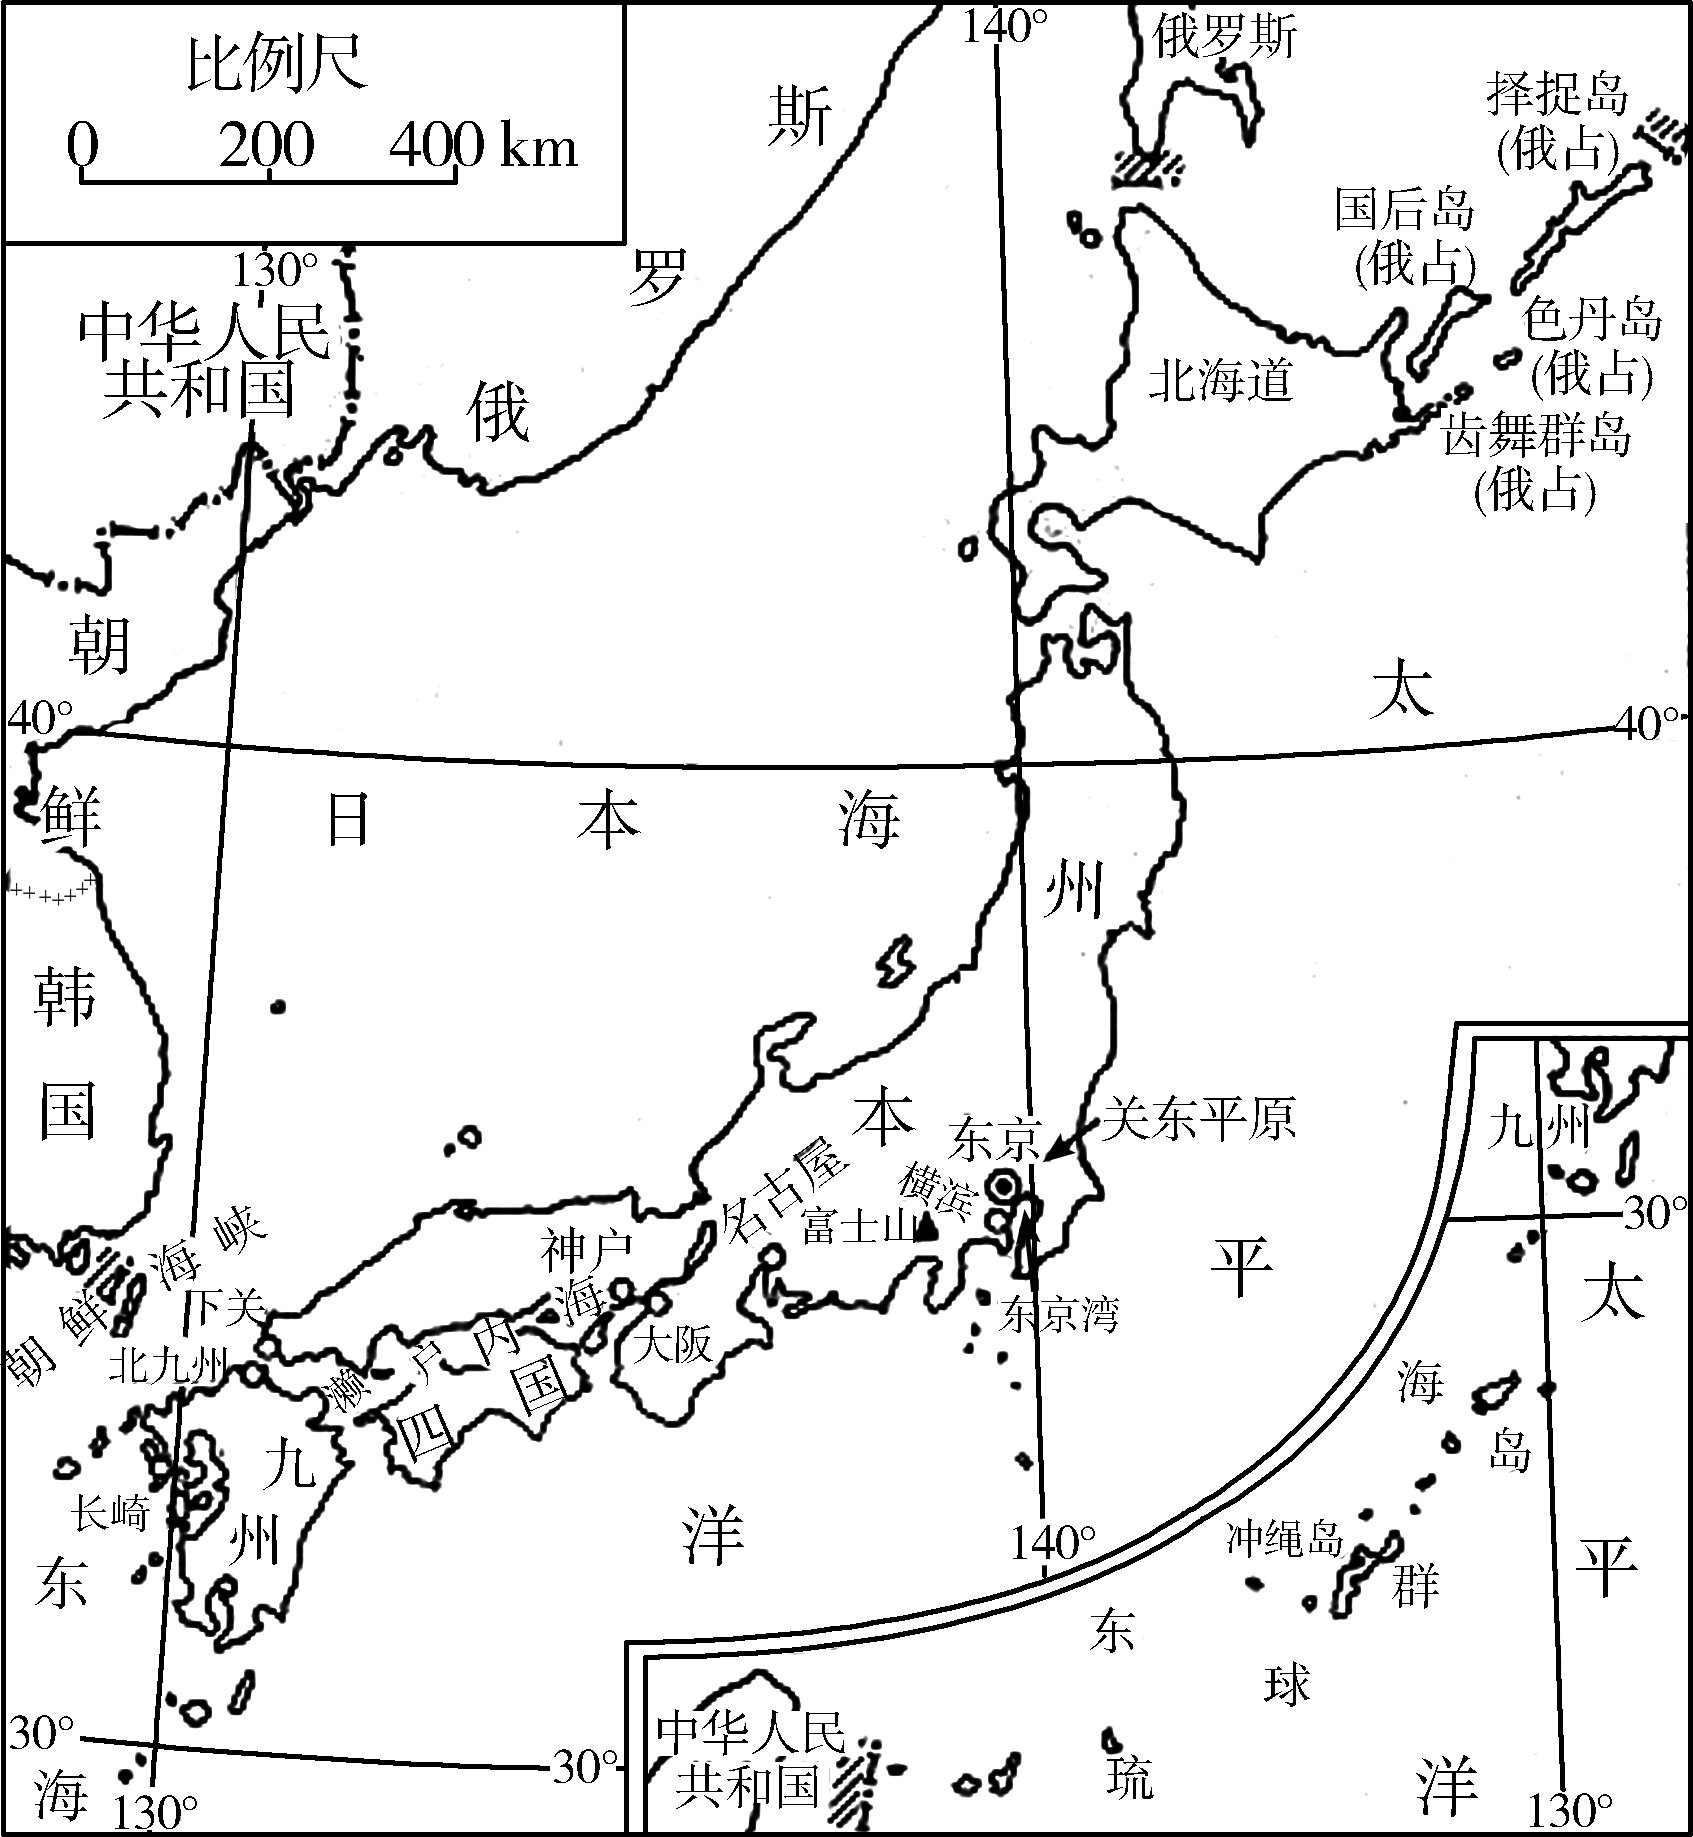 比例尺
0 200 400 km
140°
俄罗斯
择捉岛
(俄占)
国后岛
(俄占)
色丹岛
(俄占)
齿舞群岛
(俄占)
北海道
130°
中华人民
共和国
俄罗斯
朝鲜
40°
40°
日本海
韩国
太平洋
本州
关东平原
东京
横滨
富士山
名古屋
东京湾
神户
大阪
濑户内海
四国
朝鲜海峡
下关
北九州
九州
长崎
东海
30°
30°
130°
140°
九州
30°
太平洋
海
岛
冲绳岛
群
东
球
琉
中华人民
共和国
130°